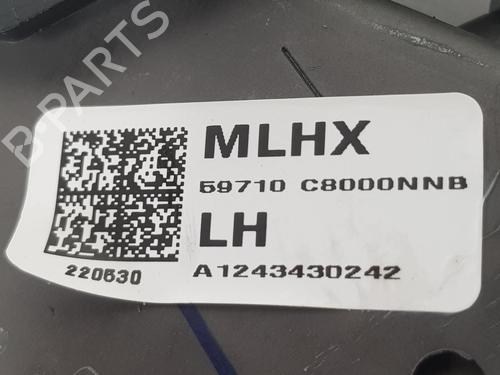 B-PARTS
MLHX
59710 C8000NNB
LH
220630
A1243430242